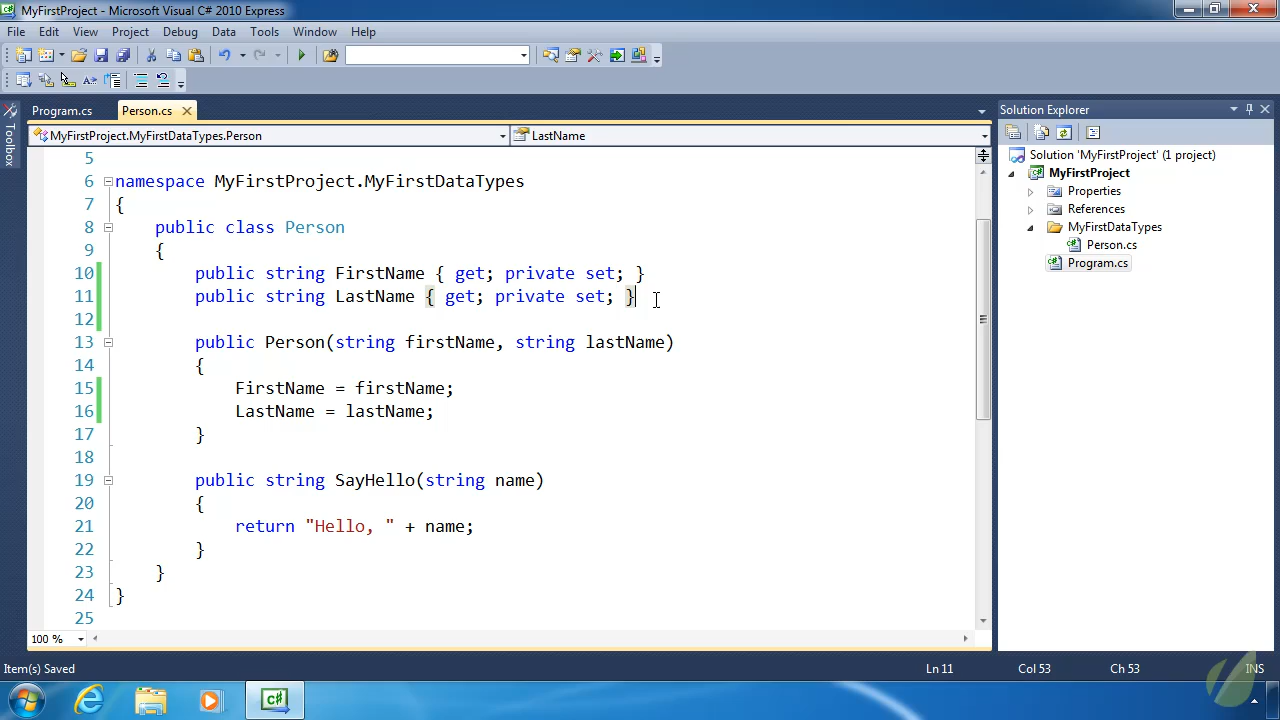 MyFirstProject - Microsoft Visual C# 2010 Express
File Edit View Project Debug Data Tools Window Help
Program.cs Person.cs
MyFirstProject.MyFirstDataTypes.Person LastName
Toolbox
5
6 namespace MyFirstProject.MyFirstDataTypes
7 {
8 public class Person
9 {
10 public string FirstName { get; private set; }
11 public string LastName { get; private set; }
12
13 public Person(string firstName, string lastName)
14 {
15 FirstName = firstName;
16 LastName = lastName;
17 }
18
19 public string SayHello(string name)
20 {
21 return "Hello, " + name;
22 }
23 }
24 }
25
100 %
Solution Explorer
Solution 'MyFirstProject' (1 project)
MyFirstProject
Properties
References
MyFirstDataTypes
Person.cs
Program.cs
Item(s) Saved Ln 11 Col 53 Ch 53 INS